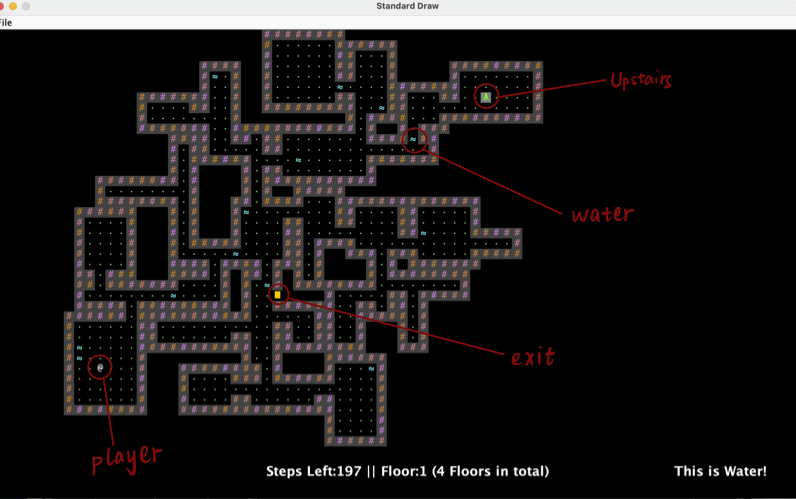 Standard Draw
File
Upstairs
water
exit
player
Steps Left:197 || Floor:1 (4 Floors in total)
This is Water!